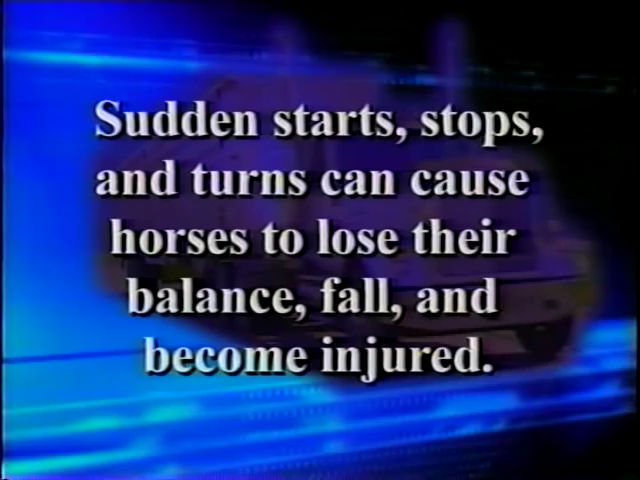 Sudden starts, stops,
and turns can cause
horses to lose their
balance, fall, and
become injured.